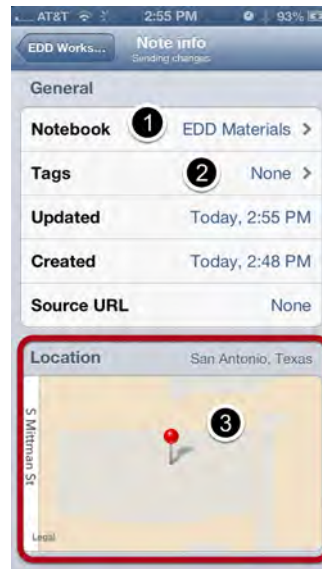 AT&T 2:55 PM 93%
EDD Works... Note info
Sending changes
General
Notebook 1 EDD Materials >
Tags 2 None >
Updated Today, 2:55 PM
Created Today, 2:48 PM
Source URL None
Location San Antonio, Texas
3
S Mittman St
Legal